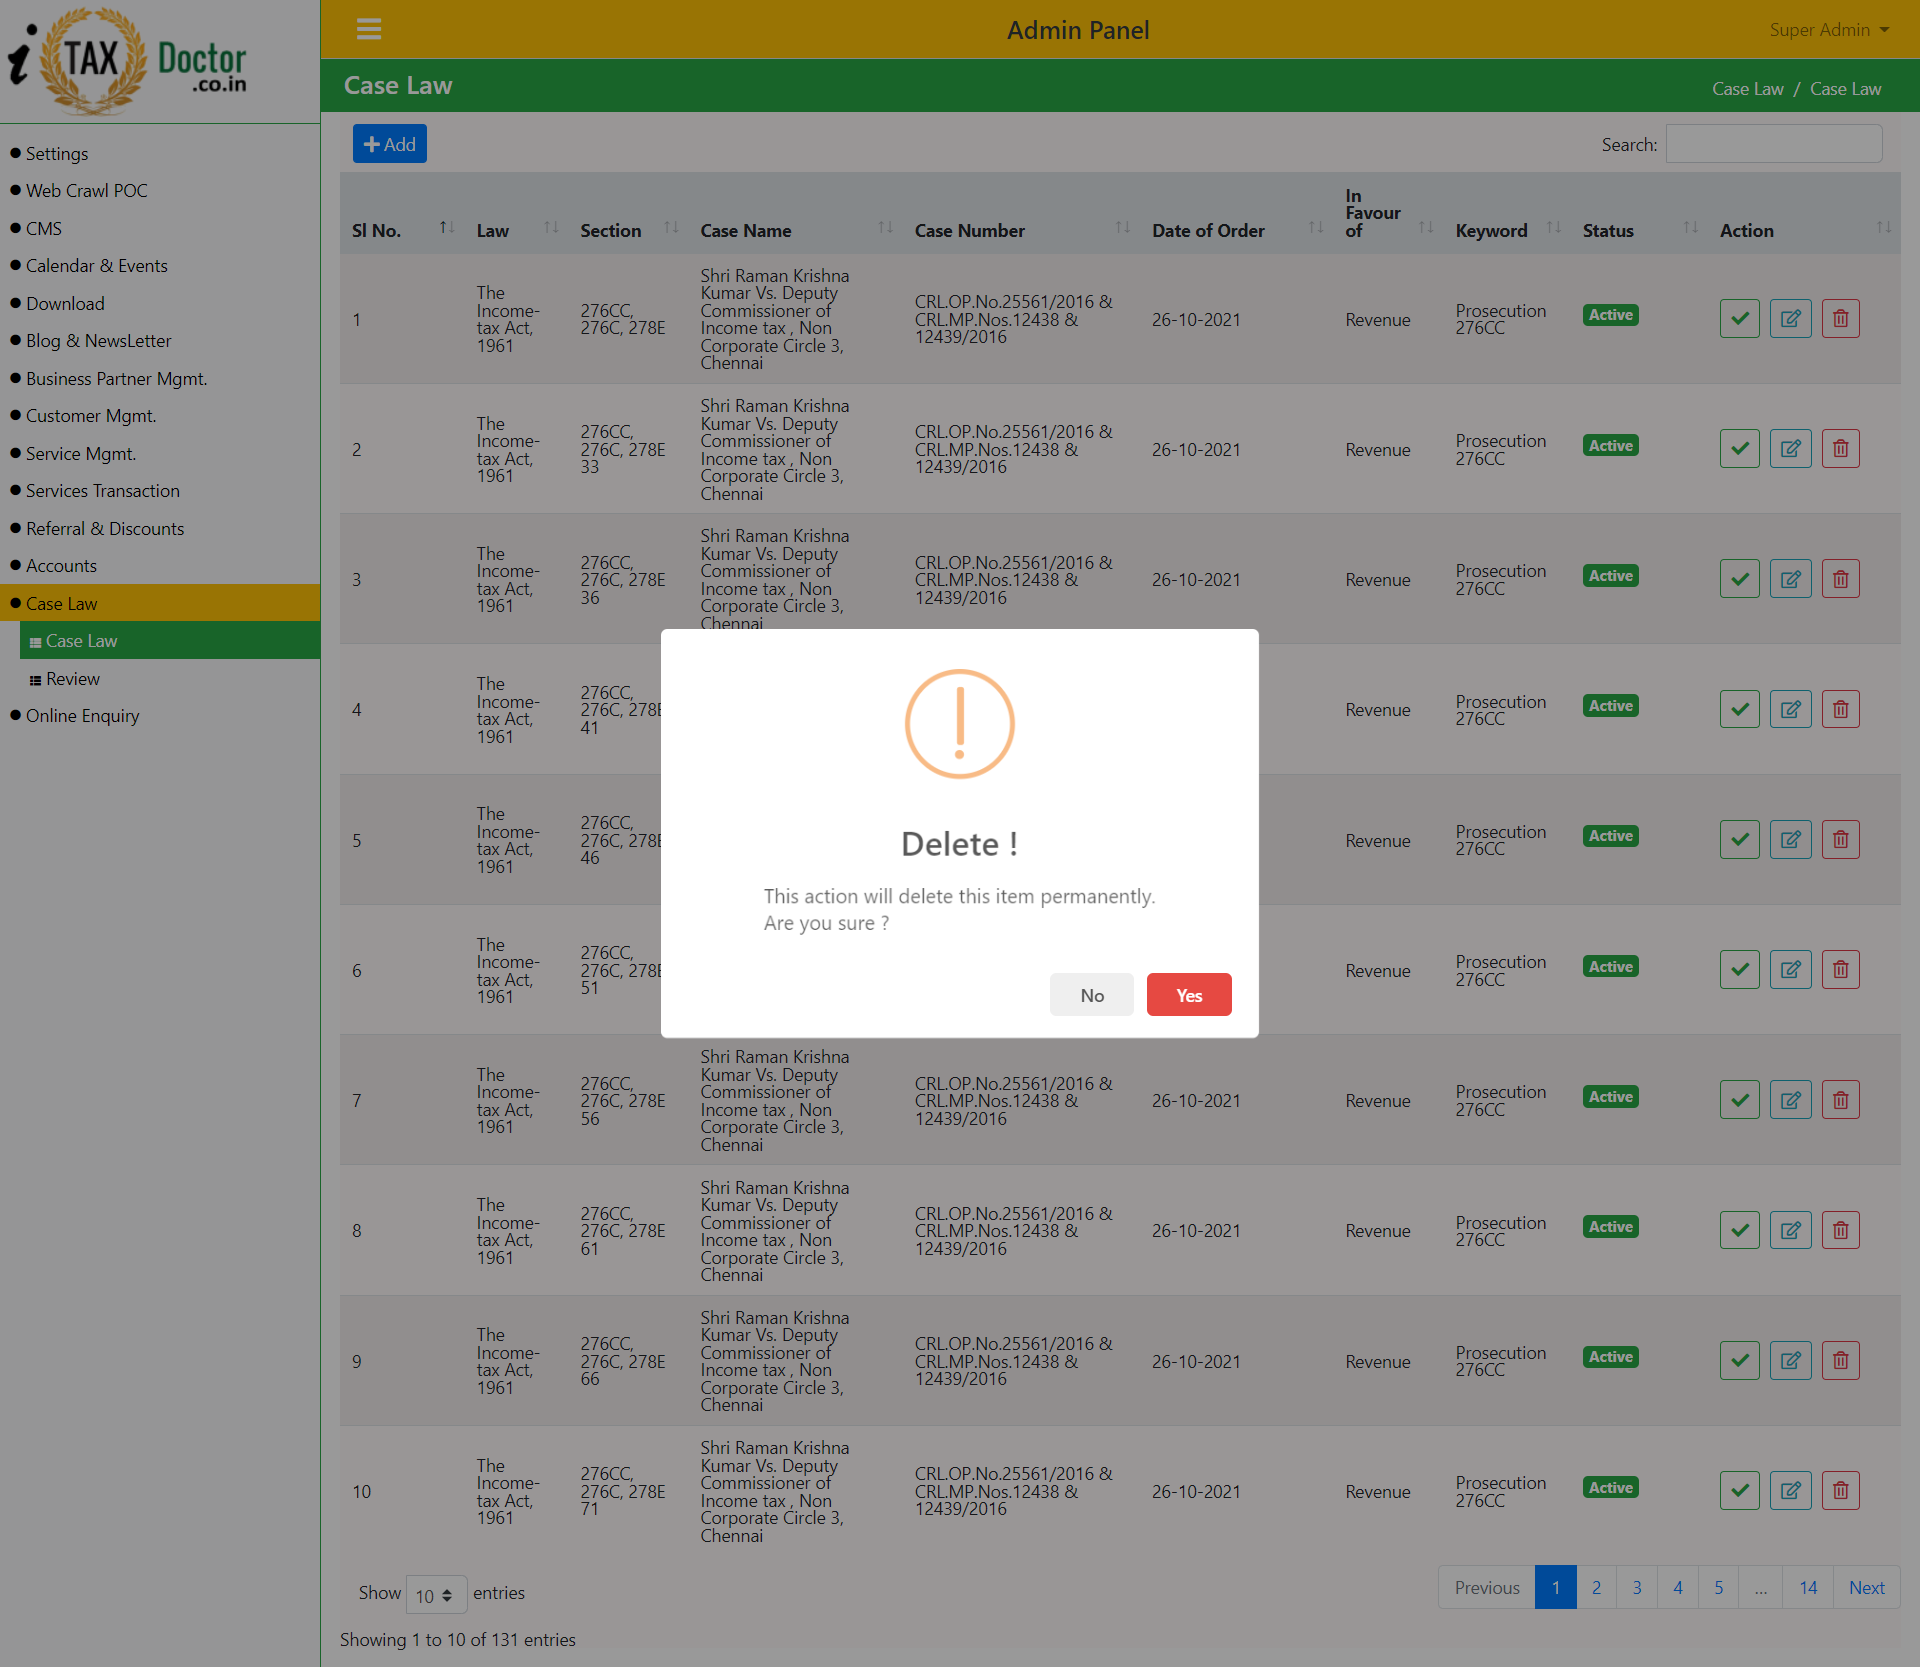 i TAX Doctor
.co.in
Admin Panel
Super Admin
Case Law
Case Law / Case Law
Settings
Web Crawl POC
CMS
Calendar & Events
Download
Blog & NewsLetter
Business Partner Mgmt.
Customer Mgmt.
Service Mgmt.
Services Transaction
Referral & Discounts
Accounts
Case Law
Case Law
Review
Online Enquiry
Add
Search:
Sl No. Law Section Case Name Case Number Date of Order In Favour of Keyword Status Action
1
The
Income-
tax Act,
1961
276CC,
276C, 278E
Shri Raman Krishna
Kumar Vs. Deputy
Commissioner of
Income tax , Non
Corporate Circle 3,
Chennai
CRL.OP.No.25561/2016 &
CRL.MP.Nos.12438 &
12439/2016
26-10-2021
Revenue
Prosecution
276CC
Active
2
The
Income-
tax Act,
1961
276CC,
276C, 278E
33
Shri Raman Krishna
Kumar Vs. Deputy
Commissioner of
Income tax , Non
Corporate Circle 3,
Chennai
CRL.OP.No.25561/2016 &
CRL.MP.Nos.12438 &
12439/2016
26-10-2021
Revenue
Prosecution
276CC
Active
3
The
Income-
tax Act,
1961
276CC,
276C, 278E
36
Shri Raman Krishna
Kumar Vs. Deputy
Commissioner of
Income tax , Non
Corporate Circle 3,
Chennai
CRL.OP.No.25561/2016 &
CRL.MP.Nos.12438 &
12439/2016
26-10-2021
Revenue
Prosecution
276CC
Active
4
The
Income-
tax Act,
1961
276CC,
276C, 278E
41
Revenue
Prosecution
276CC
Active
5
The
Income-
tax Act,
1961
276CC,
276C, 278E
46
Revenue
Prosecution
276CC
Active
6
The
Income-
tax Act,
1961
276CC,
276C, 278E
51
Revenue
Prosecution
276CC
Active
Delete !
This action will delete this item permanently.
Are you sure ?
No
Yes
7
The
Income-
tax Act,
1961
276CC,
276C, 278E
56
Shri Raman Krishna
Kumar Vs. Deputy
Commissioner of
Income tax , Non
Corporate Circle 3,
Chennai
CRL.OP.No.25561/2016 &
CRL.MP.Nos.12438 &
12439/2016
26-10-2021
Revenue
Prosecution
276CC
Active
8
The
Income-
tax Act,
1961
276CC,
276C, 278E
61
Shri Raman Krishna
Kumar Vs. Deputy
Commissioner of
Income tax , Non
Corporate Circle 3,
Chennai
CRL.OP.No.25561/2016 &
CRL.MP.Nos.12438 &
12439/2016
26-10-2021
Revenue
Prosecution
276CC
Active
9
The
Income-
tax Act,
1961
276CC,
276C, 278E
66
Shri Raman Krishna
Kumar Vs. Deputy
Commissioner of
Income tax , Non
Corporate Circle 3,
Chennai
CRL.OP.No.25561/2016 &
CRL.MP.Nos.12438 &
12439/2016
26-10-2021
Revenue
Prosecution
276CC
Active
10
The
Income-
tax Act,
1961
276CC,
276C, 278E
71
Shri Raman Krishna
Kumar Vs. Deputy
Commissioner of
Income tax , Non
Corporate Circle 3,
Chennai
CRL.OP.No.25561/2016 &
CRL.MP.Nos.12438 &
12439/2016
26-10-2021
Revenue
Prosecution
276CC
Active
Show 10 entries
Previous 1 2 3 4 5 ... 14 Next
Showing 1 to 10 of 131 entries